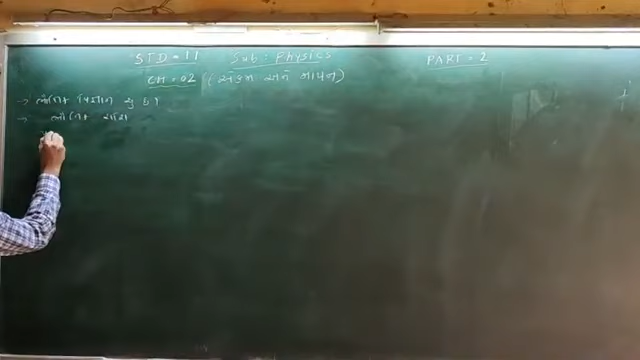 STD = 11 Sub : Physics PART = 2
CH = 02 (એકમ અને માપન)
→ ભૌતિક વિજ્ઞાન
→ ભૌતિક રાશિ